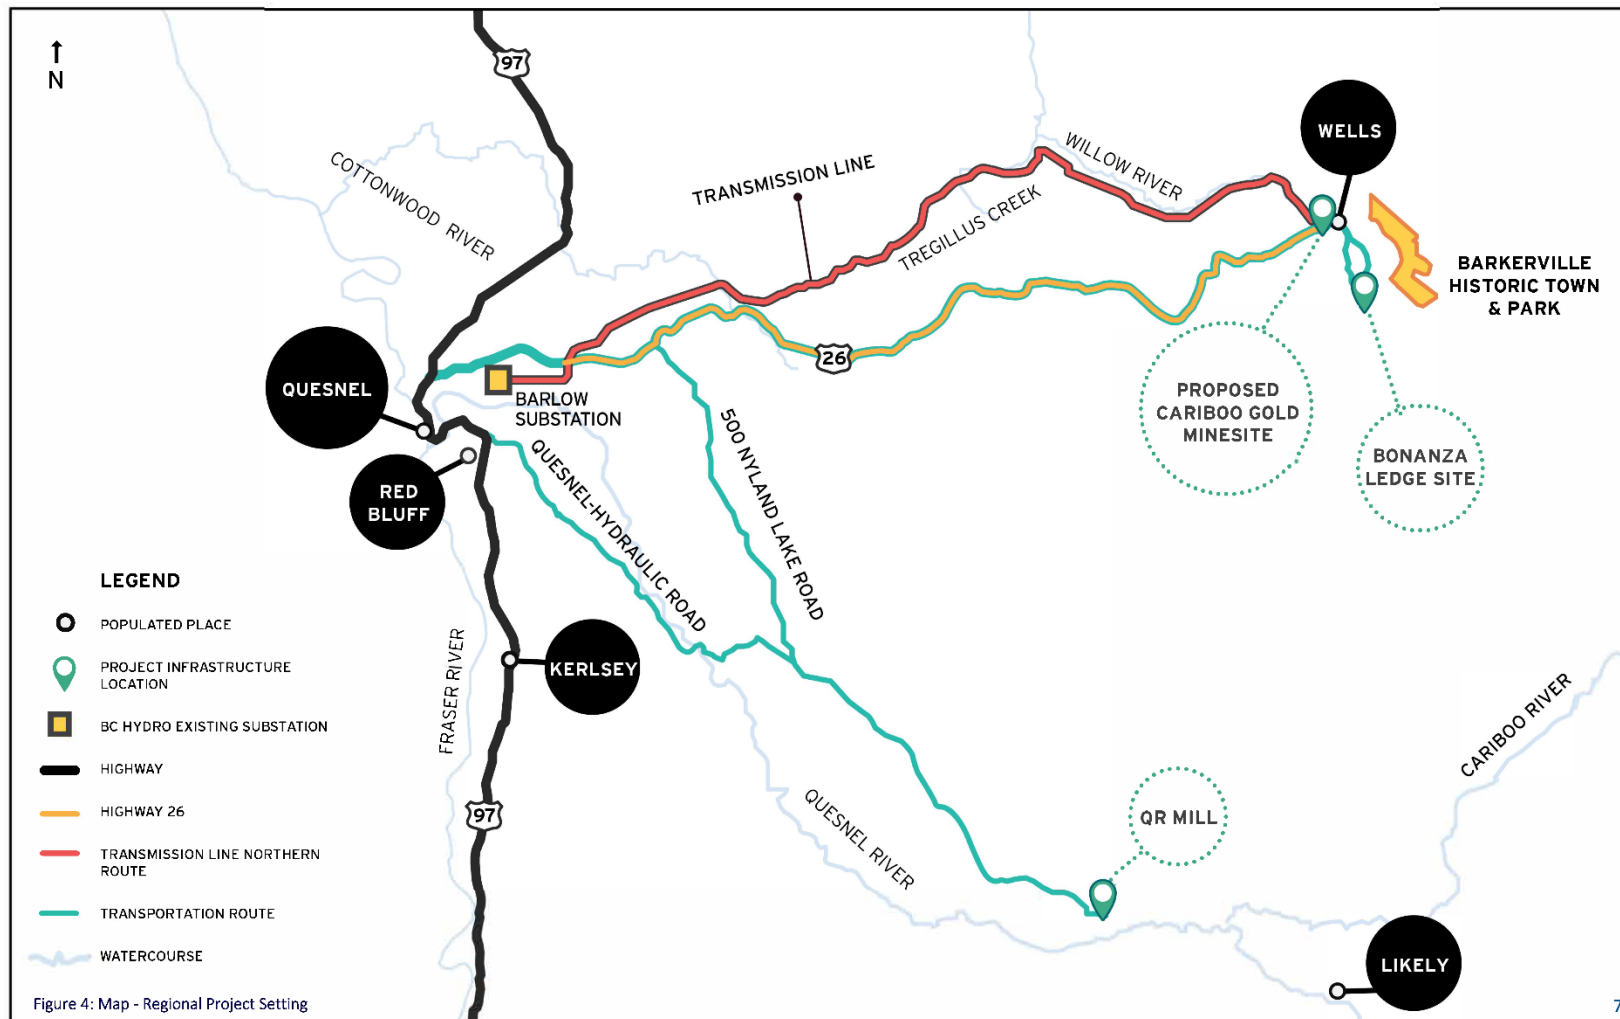 N
97
WELLS
WILLOW RIVER
COTTONWOOD RIVER
TRANSMISSION LINE
TREGILLUS CREEK
BARKERVILLE
HISTORIC TOWN
& PARK
26
QUESNEL
BARLOW
SUBSTATION
PROPOSED
CARIBOO GOLD
MINESITE
BONANZA
LEDGE SITE
RED
BLUFF
QUESNEL-HYDRAULIC ROAD
500 NYLAND LAKE ROAD
LEGEND
POPULATED PLACE
PROJECT INFRASTRUCTURE
LOCATION
BC HYDRO EXISTING SUBSTATION
HIGHWAY
HIGHWAY 26
TRANSMISSION LINE NORTHERN
ROUTE
TRANSPORTATION ROUTE
WATERCOURSE
FRASER RIVER
KERLSEY
97
QUESNEL RIVER
QR MILL
CARIBOO RIVER
LIKELY
Figure 4: Map - Regional Project Setting
7